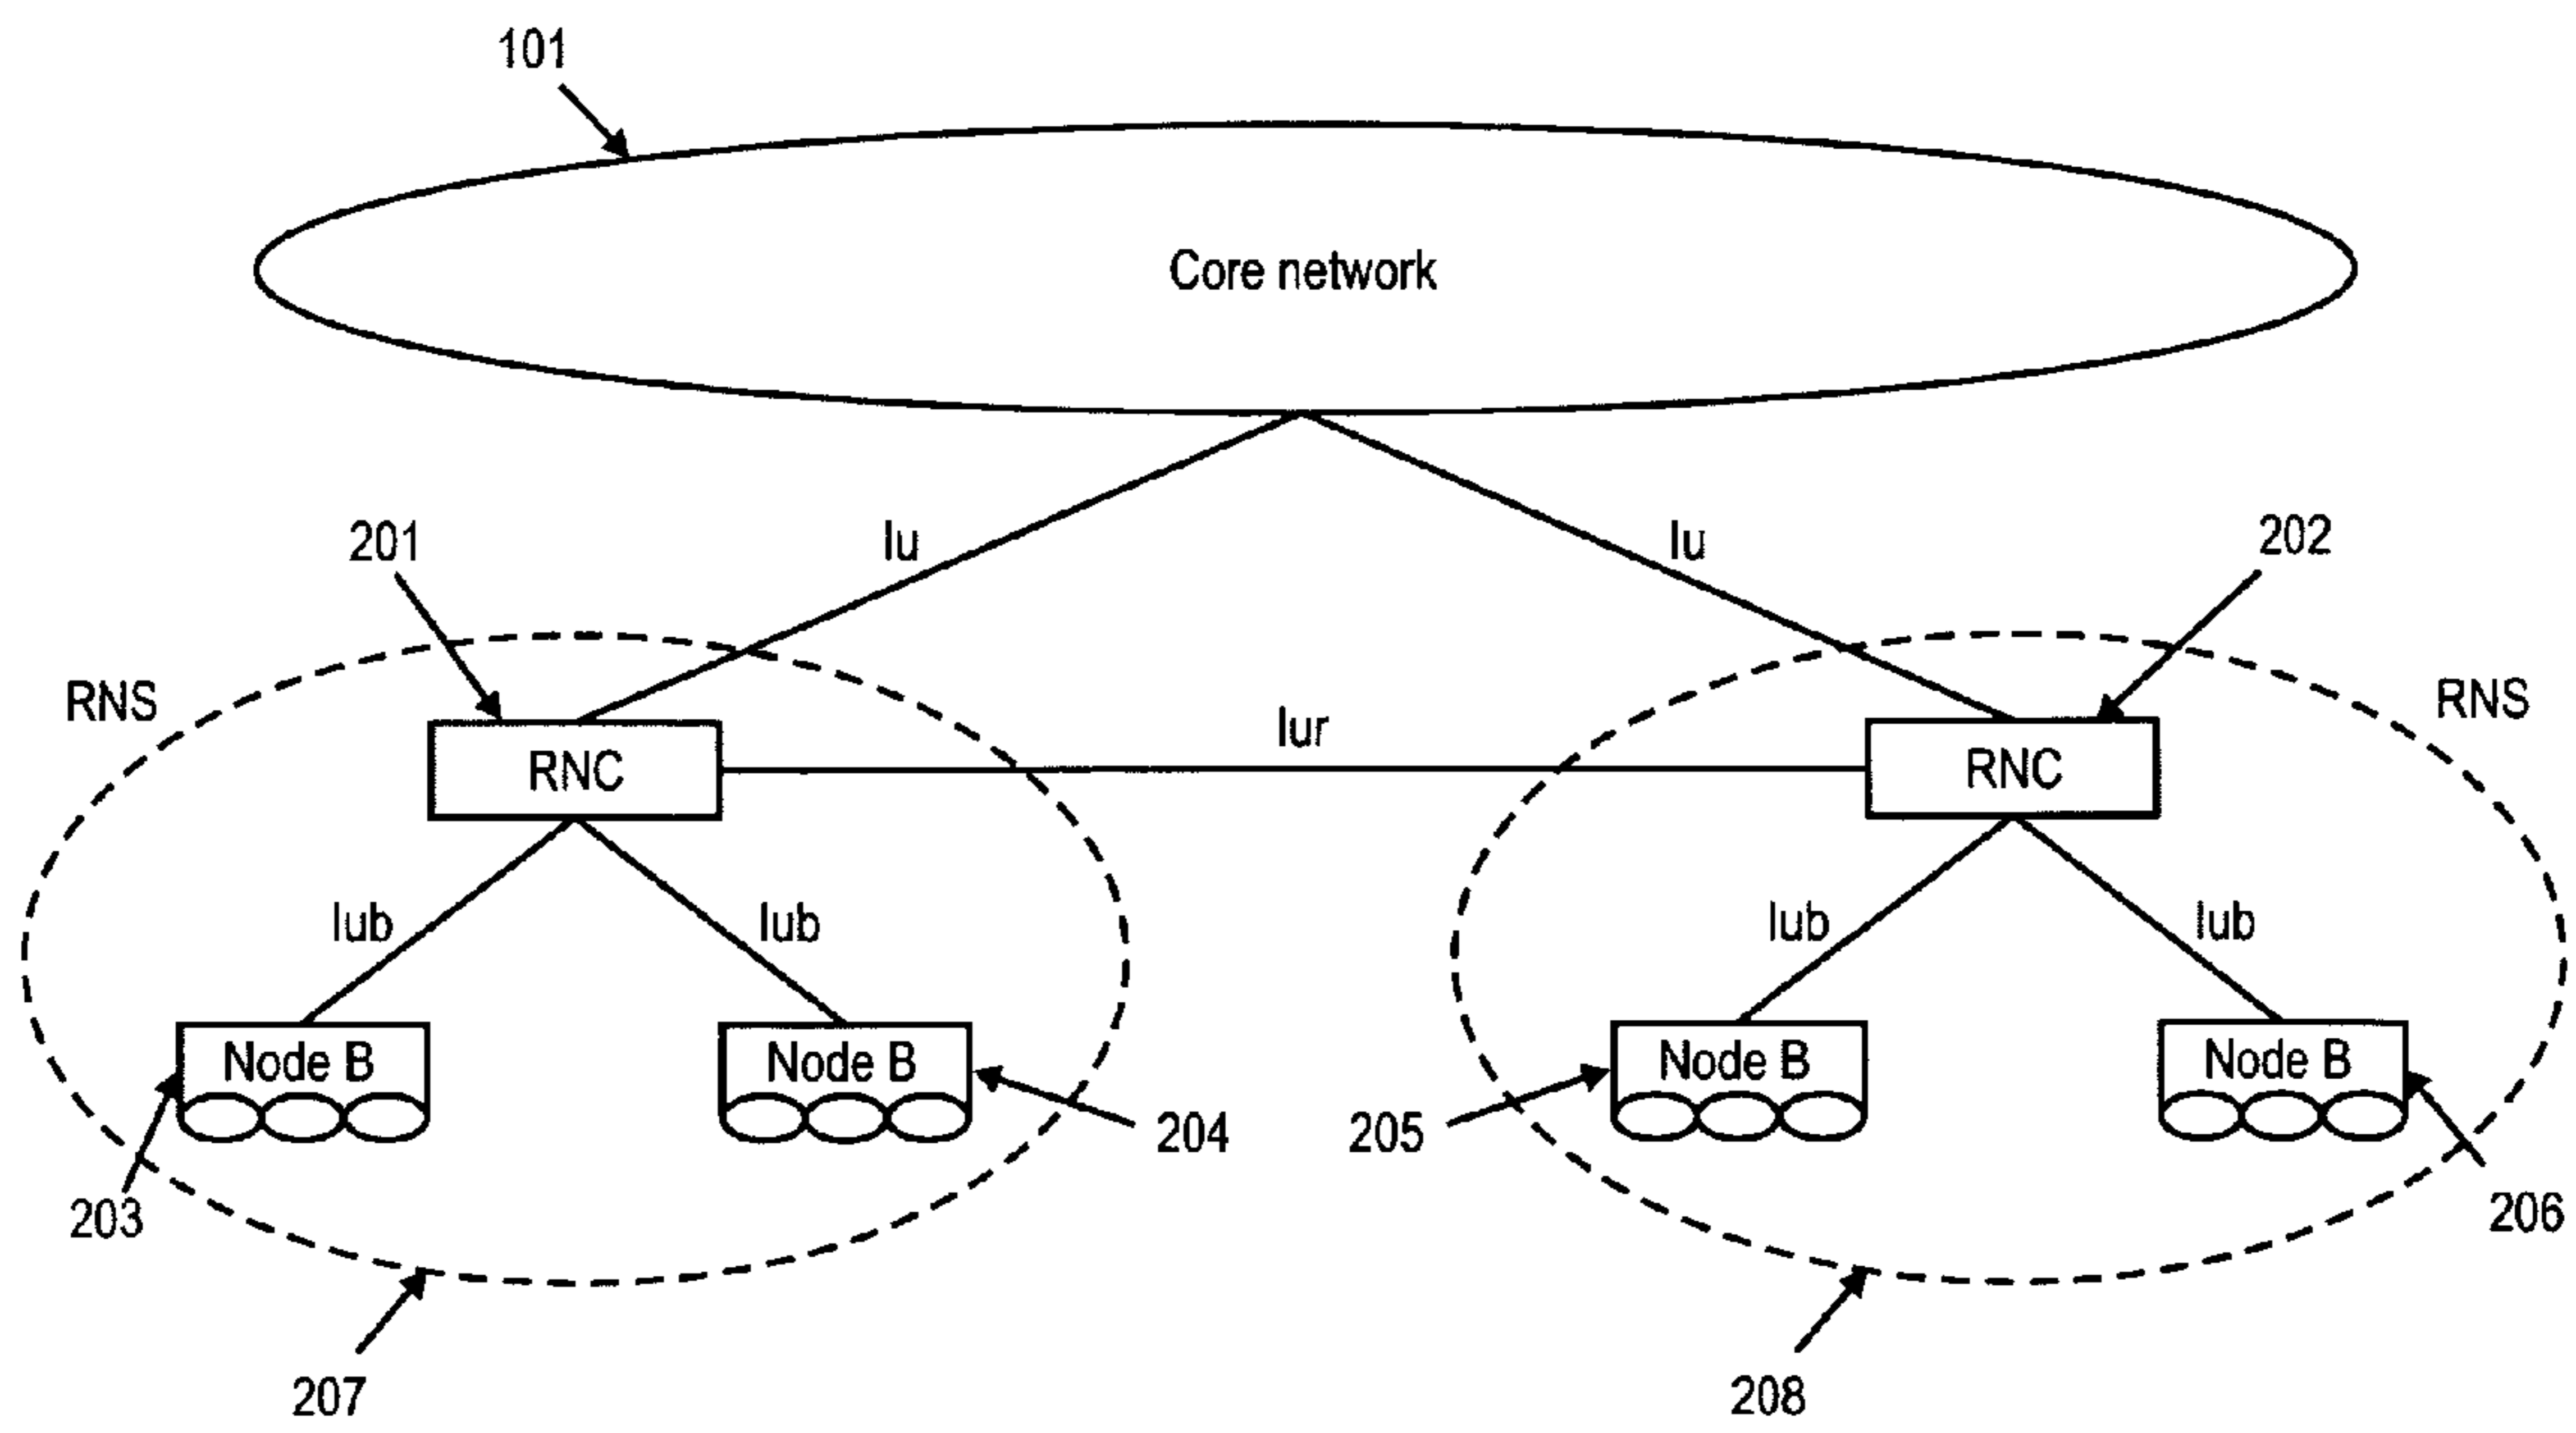 101
Core network
201
Iu
Iu
202
RNS
RNS
Iur
RNC
RNC
Iub
Iub
Iub
Iub
Node B
Node B
Node B
Node B
203
204
205
206
207
208